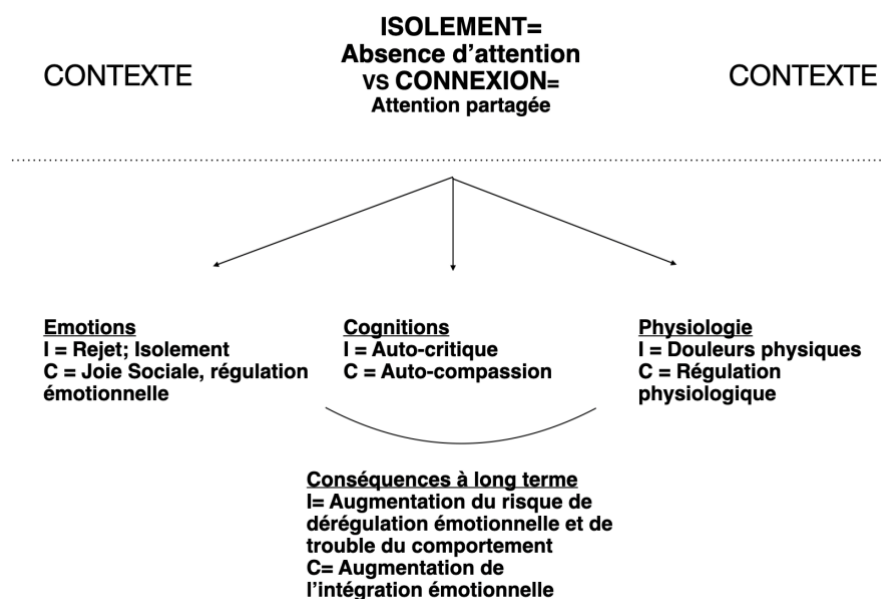 ISOLEMENT=
Absence d'attention
VS CONNEXION=
Attention partagée
CONTEXTE
CONTEXTE
Emotions
I = Rejet; Isolement
C = Joie Sociale, régulation
émotionnelle
Cognitions
I = Auto-critique
C = Auto-compassion
Physiologie
I = Douleurs physiques
C = Régulation
physiologique
Conséquences à long terme
I= Augmentation du risque de
dérégulation émotionnelle et de
trouble du comportement
C= Augmentation de
l'intégration émotionnelle